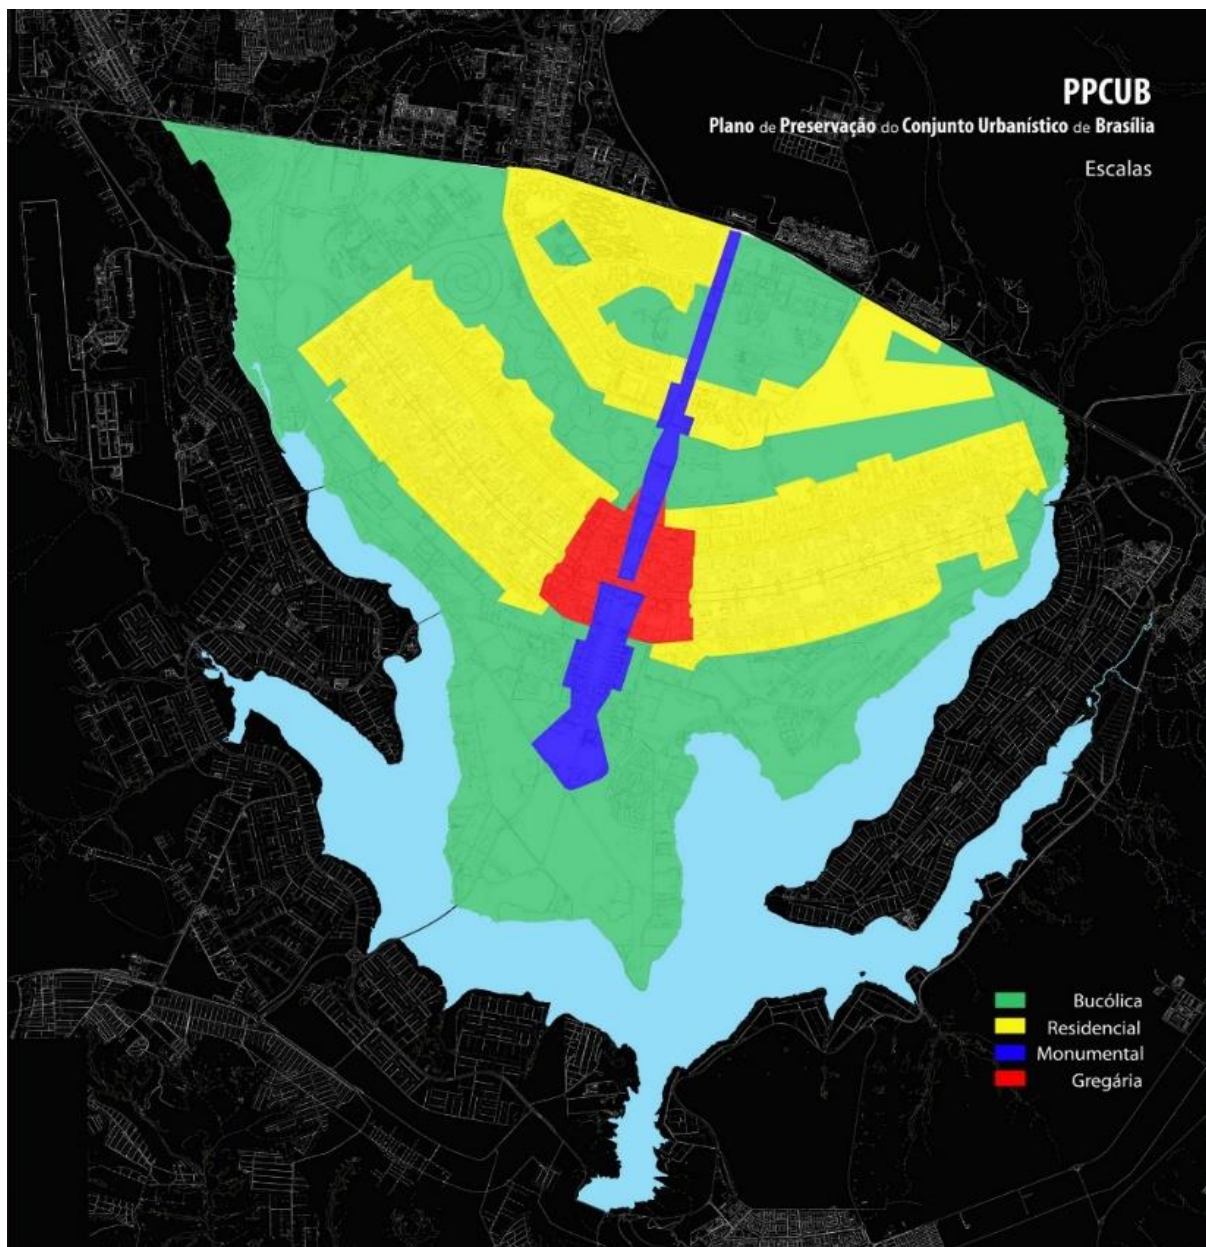 PPCUB
Plano de Preservação do Conjunto Urbanístico de Brasília
Escalas
Bucólica
Residencial
Monumental
Gregária